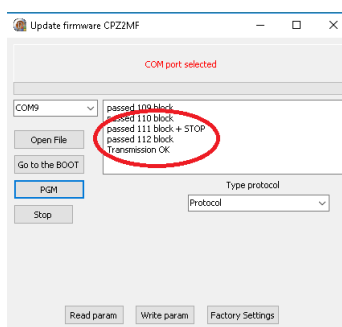 Update firmware CPZ2MF
COM port selected
COM9
passed 109 block
passed 110 block
passed 111 block + STOP
passed 112 block
Transmission OK
Open File
Go to the BOOT
PGM
Stop
Type protocol
Protocol
Read param
Write param
Factory Settings